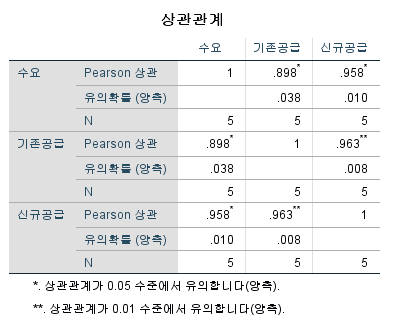 상관관계
수요 기존공급 신규공급
수요 Pearson 상관 1 .898* .958*
유의확률 (양측) .038 .010
N 5 5 5
기존공급 Pearson 상관 .898* 1 .963**
유의확률 (양측) .038 .008
N 5 5 5
신규공급 Pearson 상관 .958* .963** 1
유의확률 (양측) .010 .008
N 5 5 5
*. 상관관계가 0.05 수준에서 유의합니다(양측).
**. 상관관계가 0.01 수준에서 유의합니다(양측).